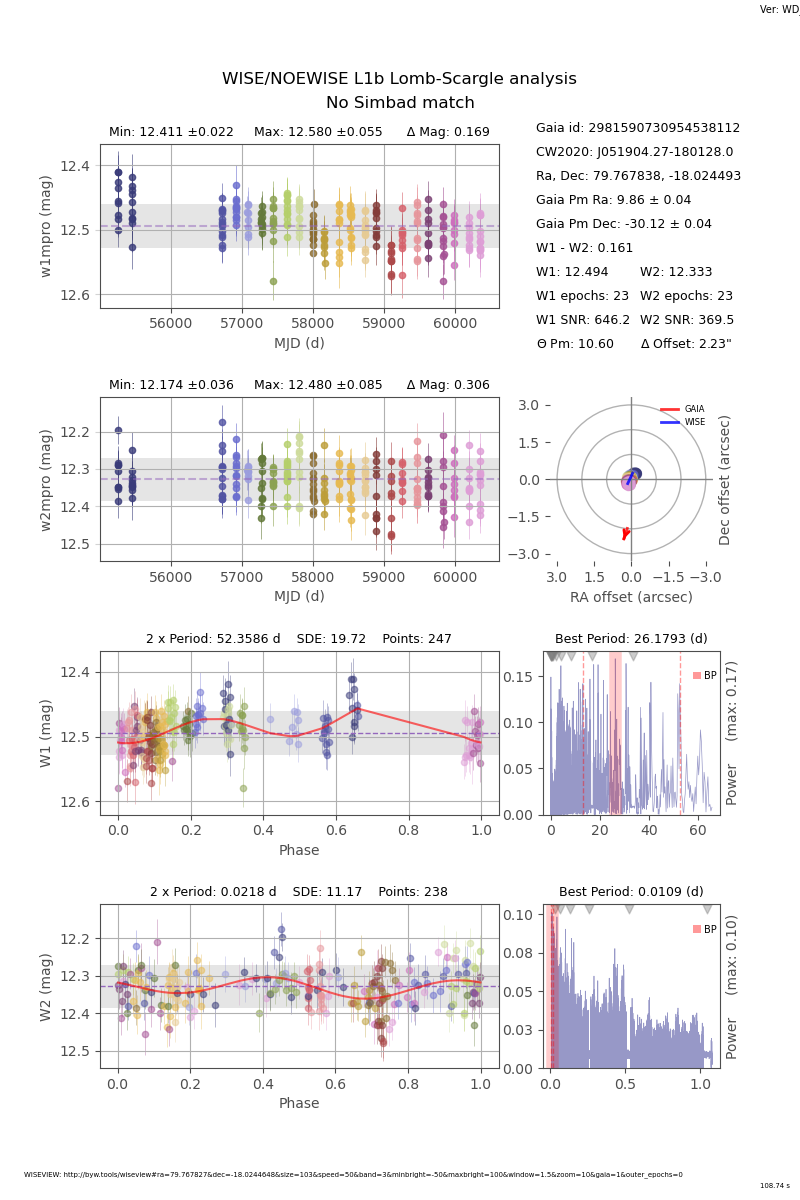 Ver: WD_
WISE/NOEWISE L1b Lomb-Scargle analysis
No Simbad match
Min: 12.411 ±0.022 Max: 12.580 ±0.055 Δ Mag: 0.169
12.4
12.5
12.6
w1mpro (mag)
56000 57000 58000 59000 60000
MJD (d)
Gaia id: 2981590730954538112
CW2020: J051904.27-180128.0
Ra, Dec: 79.767838, -18.024493
Gaia Pm Ra: 9.86 ± 0.04
Gaia Pm Dec: -30.12 ± 0.04
W1 - W2: 0.161
W1: 12.494 W2: 12.333
W1 epochs: 23 W2 epochs: 23
W1 SNR: 646.2 W2 SNR: 369.5
Θ Pm: 10.60 Δ Offset: 2.23"
Min: 12.174 ±0.036 Max: 12.480 ±0.085 Δ Mag: 0.306
12.2
12.3
12.4
12.5
w2mpro (mag)
56000 57000 58000 59000 60000
MJD (d)
GAIA
WISE
3.0
1.5
0.0
−1.5
−3.0
3.0 1.5 0.0 −1.5 −3.0
RA offset (arcsec)
Dec offset (arcsec)
2 x Period: 52.3586 d SDE: 19.72 Points: 247
12.4
12.5
12.6
W1 (mag)
0.0 0.2 0.4 0.6 0.8 1.0
Phase
Best Period: 26.1793 (d)
BP
0.15
0.10
0.05
0.00
0 20 40 60
Power (max: 0.17)
2 x Period: 0.0218 d SDE: 11.17 Points: 238
12.2
12.3
12.4
12.5
W2 (mag)
0.0 0.2 0.4 0.6 0.8 1.0
Phase
Best Period: 0.0109 (d)
BP
0.10
0.08
0.05
0.03
0.00
0.0 0.5 1.0
Power (max: 0.10)
WISEVIEW: http://byw.tools/wiseview#ra=79.767827&dec=-18.0244648&size=103&speed=50&band=3&minbright=-50&maxbright=100&window=1.5&zoom=10&gaia=1&outer_epochs=0
108.74 s